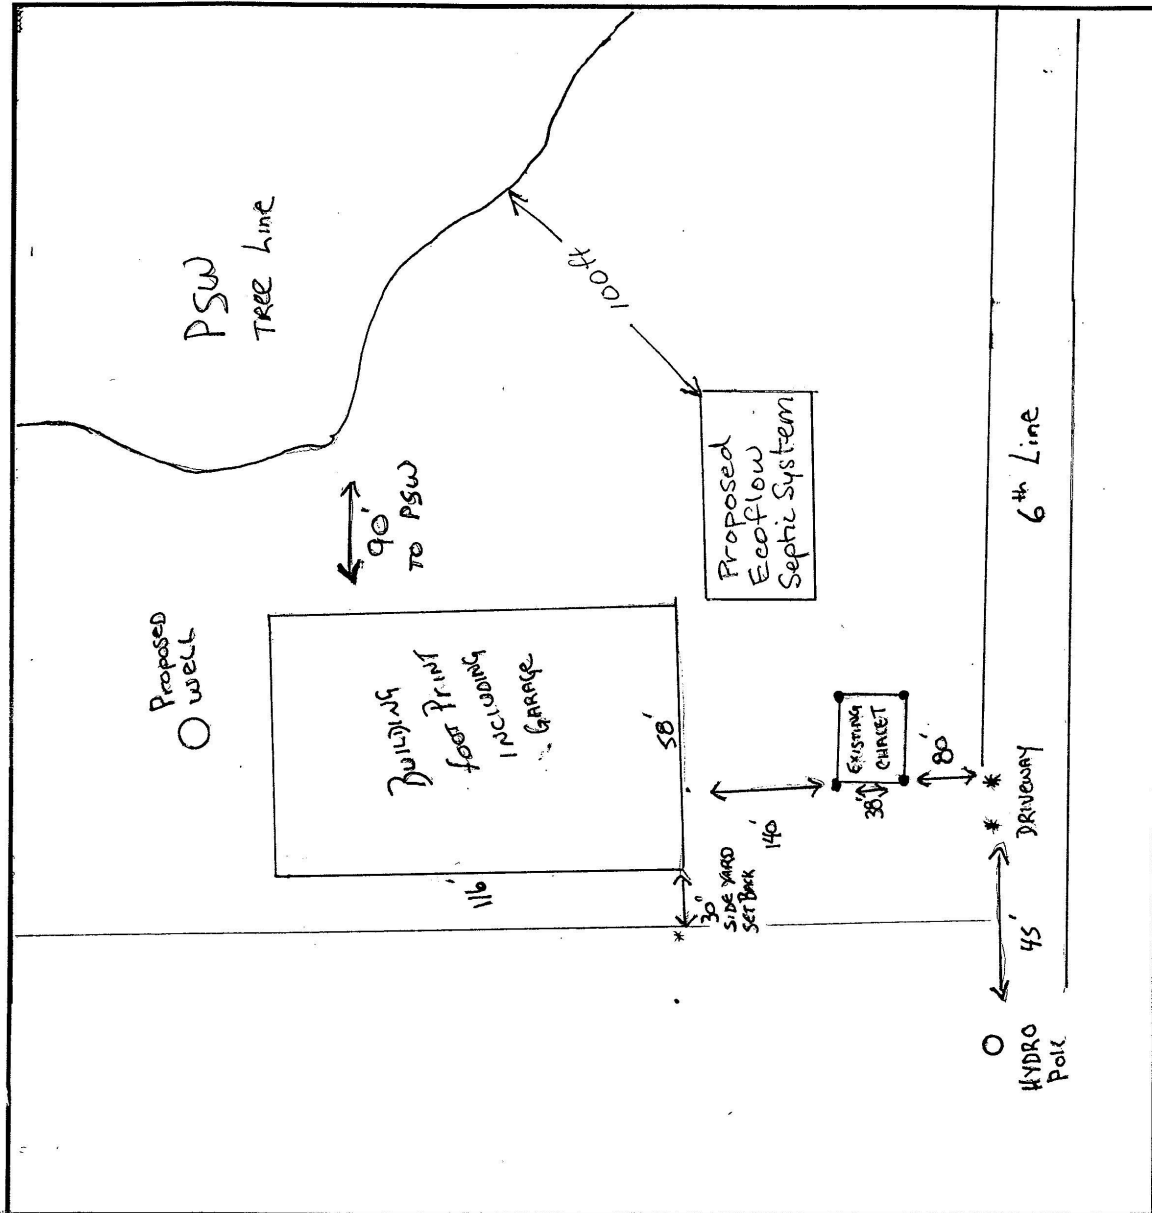 PSW
TREE Line
100ft
90'
TO PSW
Proposed
Well
Building
foot Print
INCLUDING
GARAGE
58'
116'
Proposed
Ecoflow
Septic System
EXISTING
CHALET
38'
80'
140'
30'
SIDE YARD
SET BACK
6th Line
DRIVEWAY
45'
HYDRO
Pole